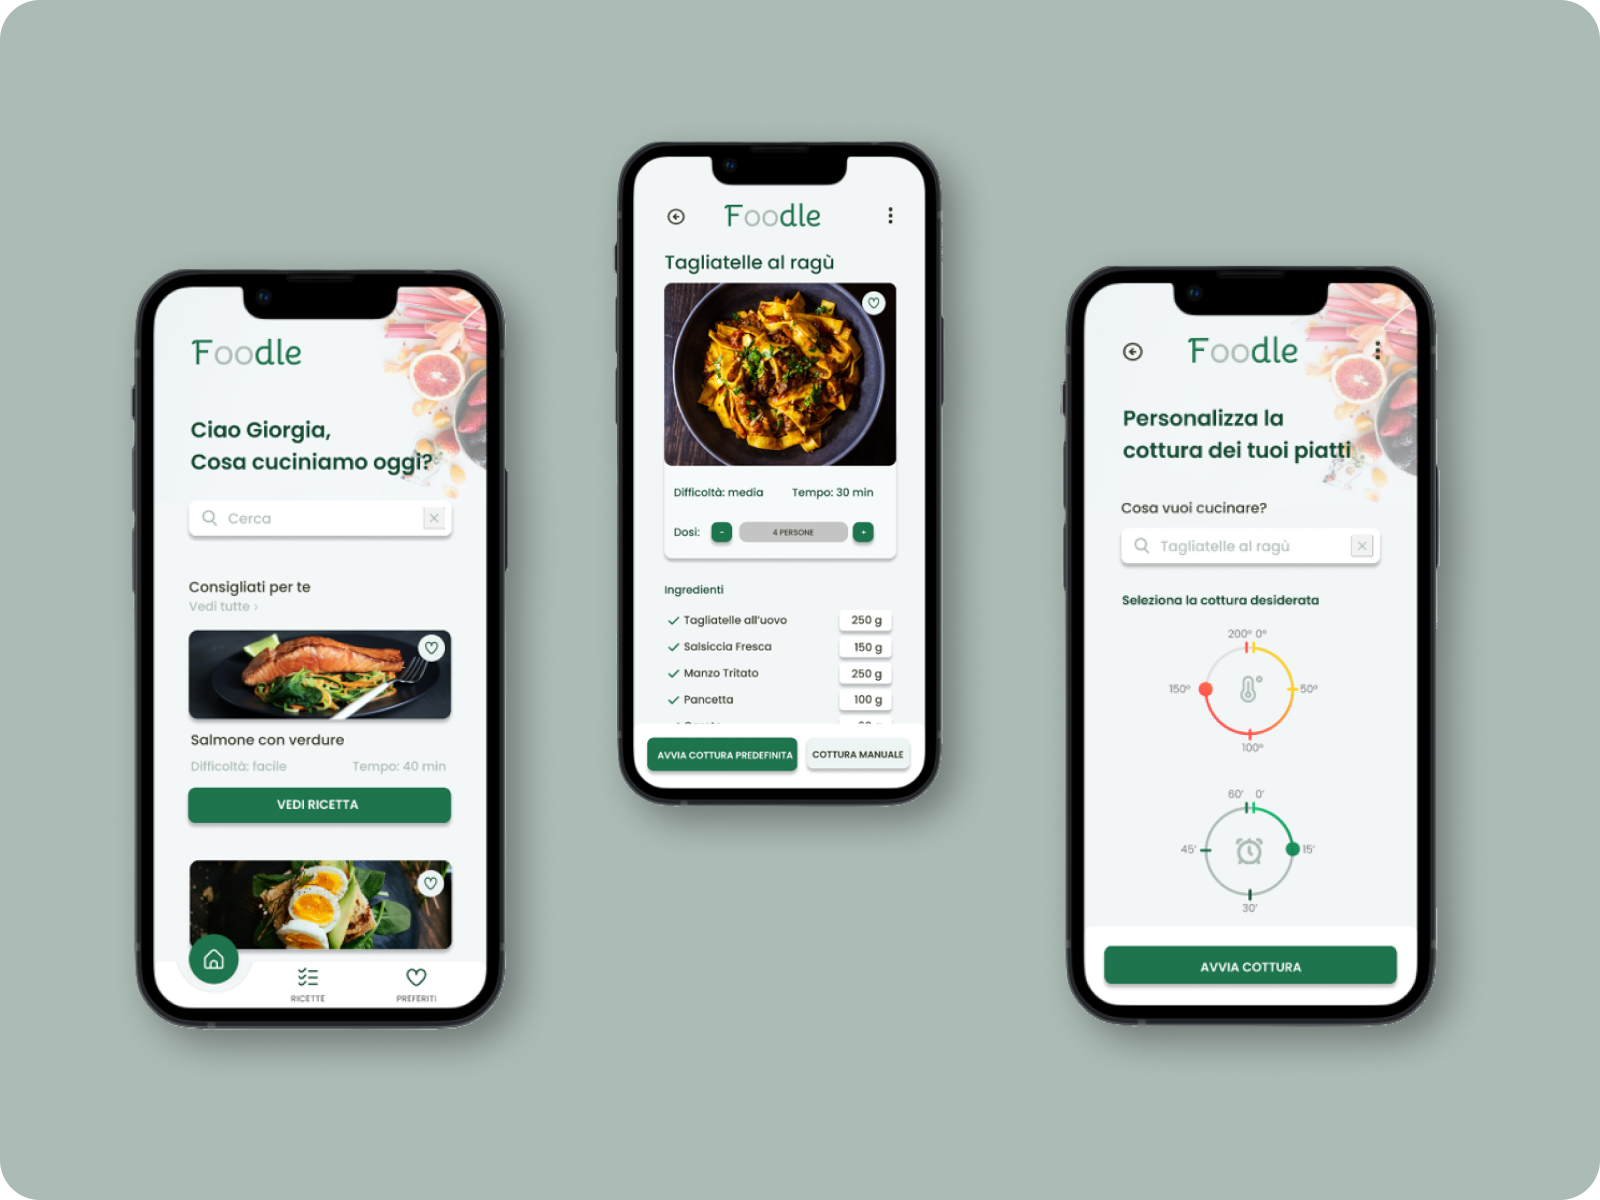 Foodle
Ciao Giorgia,
Cosa cuciniamo oggi?
Cerca
Consigliati per te
Vedi tutte ›
Salmone con verdure
Difficoltà: facile Tempo: 40 min
VEDI RICETTA
RICETTE PREFERITI
Foodle
Tagliatelle al ragù
Difficoltà: media Tempo: 30 min
Dosi: - 4 PERSONE +
Ingredienti
Tagliatelle all'uovo 250 g
Salsiccia Fresca 150 g
Manzo Tritato 250 g
Pancetta 100 g
AVVIA COTTURA PREDEFINITA COTTURA MANUALE
Foodle
Personalizza la
cottura dei tuoi piatti
Cosa vuoi cucinare?
Tagliatelle al ragù
Seleziona la cottura desiderata
200° 0°
150° 50°
100°
60' 0'
45' 15'
30'
AVVIA COTTURA